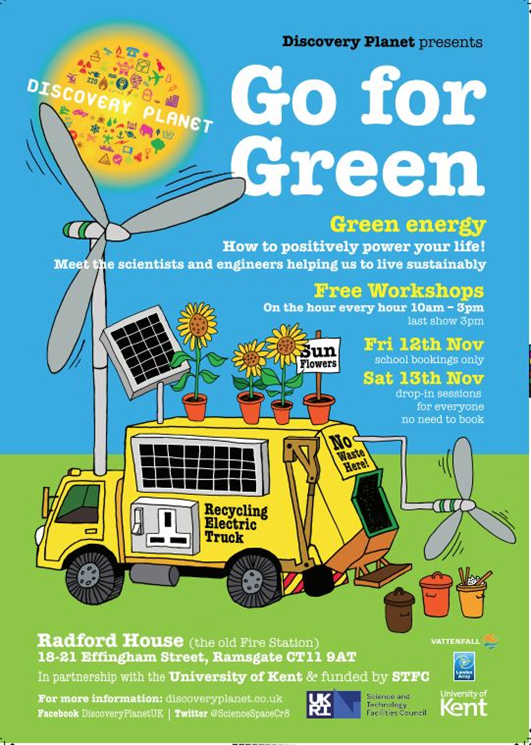 Discovery Planet presents
DISCOVERY PLANET
Go for
Green
Green energy
How to positively power your life!
Meet the scientists and engineers helping us to live sustainably
Free Workshops
On the hour every hour 10am – 3pm
last show 3pm
Fri 12th Nov
school bookings only
Sat 13th Nov
drop-in sessions
for everyone
no need to book
Sun
Flowers
No
Waste
Here!
Recycling
Electric
Truck
Radford House (the old Fire Station)
18-21 Effingham Street, Ramsgate CT11 9AT
In partnership with the University of Kent & funded by STFC
For more information: discoveryplanet.co.uk
Facebook DiscoveryPlanetUK | Twitter @ScienceSpaceCr8
VATTENFALL
London
Array
UK
RI
Science and
Technology
Facilities Council
University of
Kent